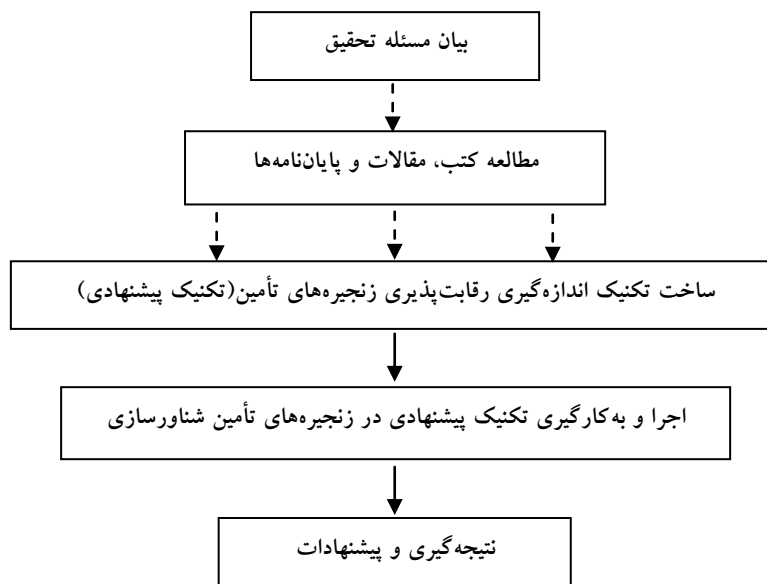 بیان مسئله تحقیق
مطالعه کتب، مقالات و پایان‌نامه‌ها
ساخت تکنیک اندازه‌گیری رقابت‌پذیری زنجیره‌های تأمین(تکنیک پیشنهادی)
اجرا و به‌کارگیری تکنیک پیشنهادی در زنجیره‌های تأمین شناورسازی
نتیجه‌گیری و پیشنهادات